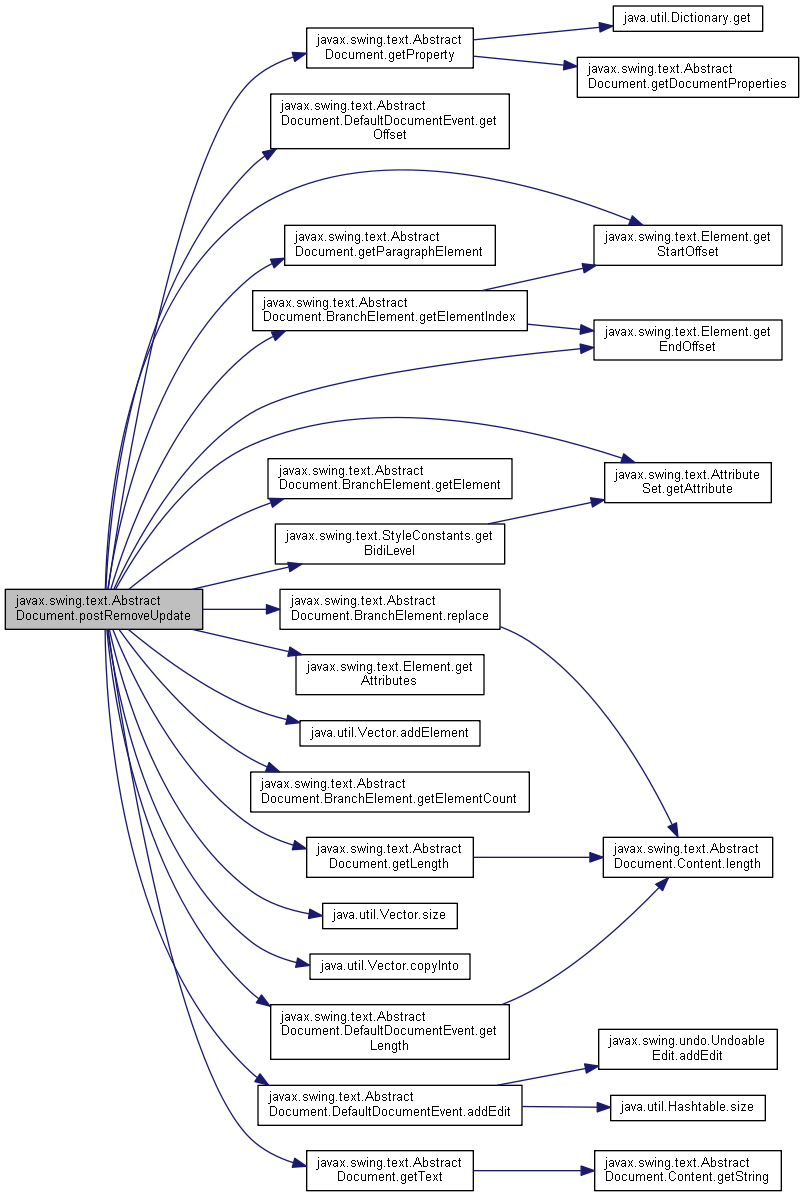 javax.swing.text.Abstract
Document.getProperty
java.util.Dictionary.get
javax.swing.text.Abstract
Document.getDocumentProperties
javax.swing.text.Abstract
Document.DefaultDocumentEvent.get
Offset
javax.swing.text.Abstract
Document.getParagraphElement
javax.swing.text.Element.get
StartOffset
javax.swing.text.Abstract
Document.BranchElement.getElementIndex
javax.swing.text.Element.get
EndOffset
javax.swing.text.Abstract
Document.BranchElement.getElement
javax.swing.text.Attribute
Set.getAttribute
javax.swing.text.StyleConstants.get
BidiLevel
javax.swing.text.Abstract
Document.postRemoveUpdate
javax.swing.text.Abstract
Document.BranchElement.replace
javax.swing.text.Element.get
Attributes
java.util.Vector.addElement
javax.swing.text.Abstract
Document.BranchElement.getElementCount
javax.swing.text.Abstract
Document.getLength
javax.swing.text.Abstract
Document.Content.length
java.util.Vector.size
java.util.Vector.copyInto
javax.swing.text.Abstract
Document.DefaultDocumentEvent.get
Length
javax.swing.undo.Undoable
Edit.addEdit
javax.swing.text.Abstract
Document.DefaultDocumentEvent.addEdit
java.util.Hashtable.size
javax.swing.text.Abstract
Document.getText
javax.swing.text.Abstract
Document.Content.getString